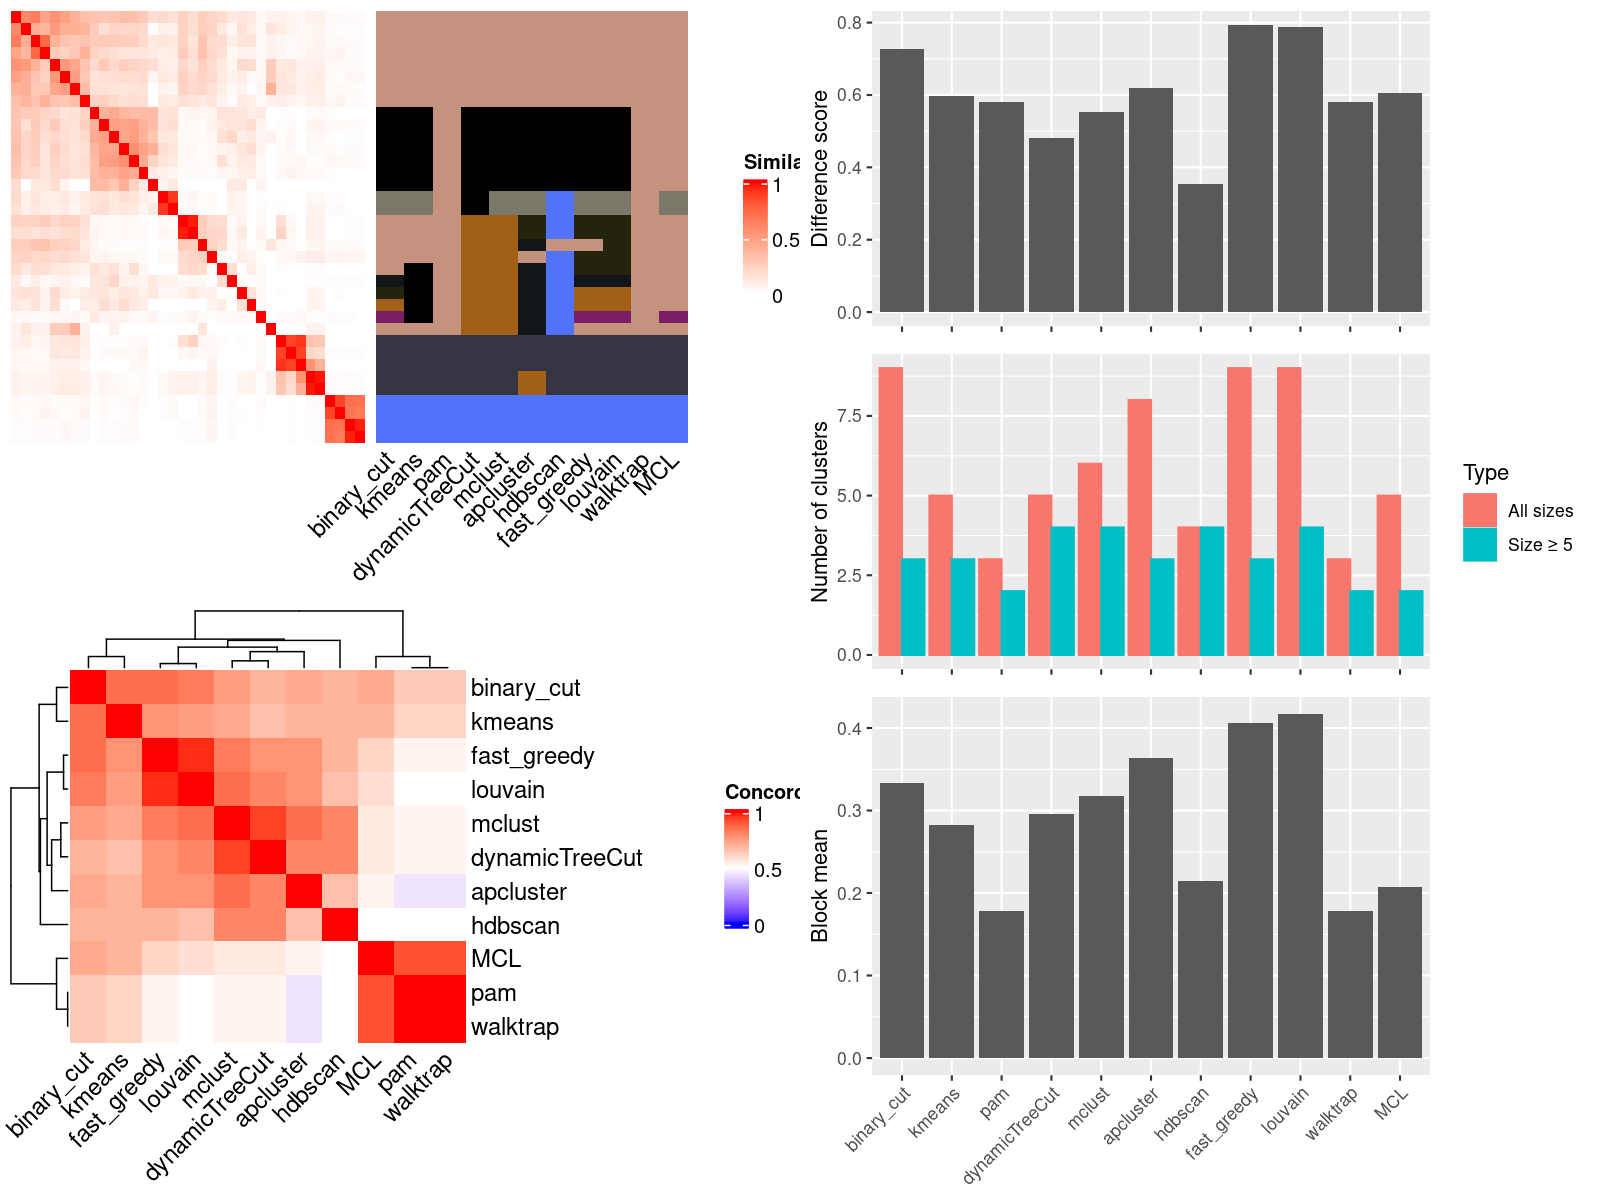 Simila
1
0.5
0
binary_cut
kmeans
pam
dynamicTreeCut
mclust
apcluster
hdbscan
fast_greedy
louvain
walktrap
MCL
binary_cut
kmeans
fast_greedy
louvain
mclust
dynamicTreeCut
apcluster
hdbscan
MCL
pam
walktrap
Concord
1
0.5
0
binary_cut
kmeans
fast_greedy
louvain
mclust
dynamicTreeCut
apcluster
hdbscan
MCL
pam
walktrap
Difference score
0.8
0.6
0.4
0.2
0.0
Number of clusters
7.5
5.0
2.5
0.0
Type
All sizes
Size ≥ 5
Block mean
0.4
0.3
0.2
0.1
0.0
binary_cut
kmeans
pam
dynamicTreeCut
mclust
apcluster
hdbscan
fast_greedy
louvain
walktrap
MCL